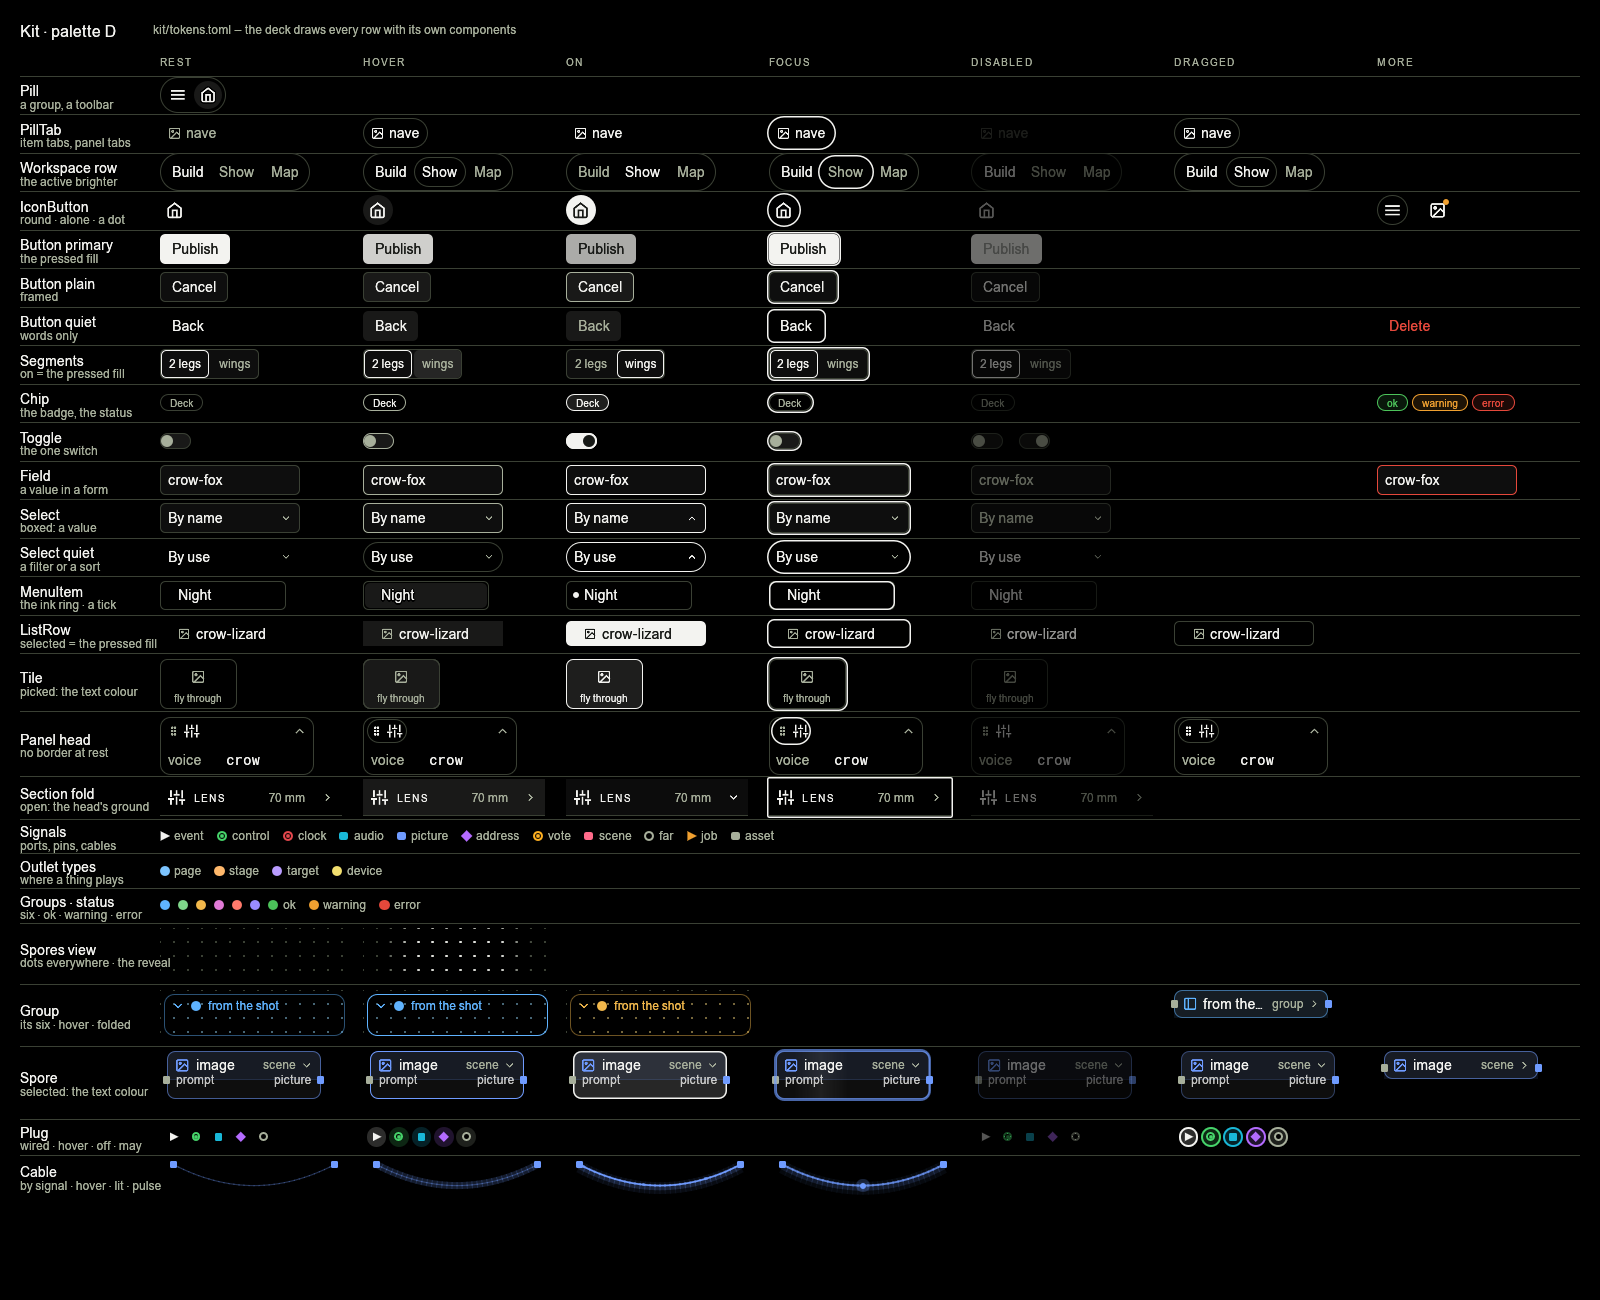 Kit · palette D
kit/tokens.toml – the deck draws every row with its own components
REST HOVER ON FOCUS DISABLED DRAGGED MORE
Pill
a group, a toolbar
PillTab
item tabs, panel tabs
nave nave nave nave nave nave
Workspace row
the active brighter
Build Show Map Build Show Map Build Show Map Build Show Map Build Show Map Build Show Map
IconButton
round · alone · a dot
Button primary
the pressed fill
Publish Publish Publish Publish Publish
Button plain
framed
Cancel Cancel Cancel Cancel Cancel
Button quiet
words only
Back Back Back Back Back Delete
Segments
on = the pressed fill
2 legs wings 2 legs wings 2 legs wings 2 legs wings 2 legs wings
Chip
the badge, the status
Deck Deck Deck Deck Deck ok warning error
Toggle
the one switch
Field
a value in a form
crow-fox crow-fox crow-fox crow-fox crow-fox crow-fox
Select
boxed: a value
By name By name By name By name By name
Select quiet
a filter or a sort
By use By use By use By use By use
MenuItem
the ink ring · a tick
Night Night Night Night Night
ListRow
selected = the pressed fill
crow-lizard crow-lizard crow-lizard crow-lizard crow-lizard crow-lizard
Tile
picked: the text colour
fly through fly through fly through fly through fly through
Panel head
no border at rest
voice crow voice crow voice crow voice crow voice crow
Section fold
open: the head's ground
LENS 70 mm LENS 70 mm LENS 70 mm LENS 70 mm LENS 70 mm
Signals
ports, pins, cables
event control clock audio picture address vote scene far job asset
Outlet types
where a thing plays
page stage target device
Groups · status
six · ok · warning · error
ok warning error
Spores view
dots everywhere · the reveal
Group
its six · hover · folded
from the shot from the shot from the shot from the... group
Spore
selected: the text colour
image scene image scene image scene image scene image scene image scene image scene
prompt picture prompt picture prompt picture prompt picture prompt picture prompt picture
Plug
wired · hover · off · may
Cable
by signal · hover · lit · pulse